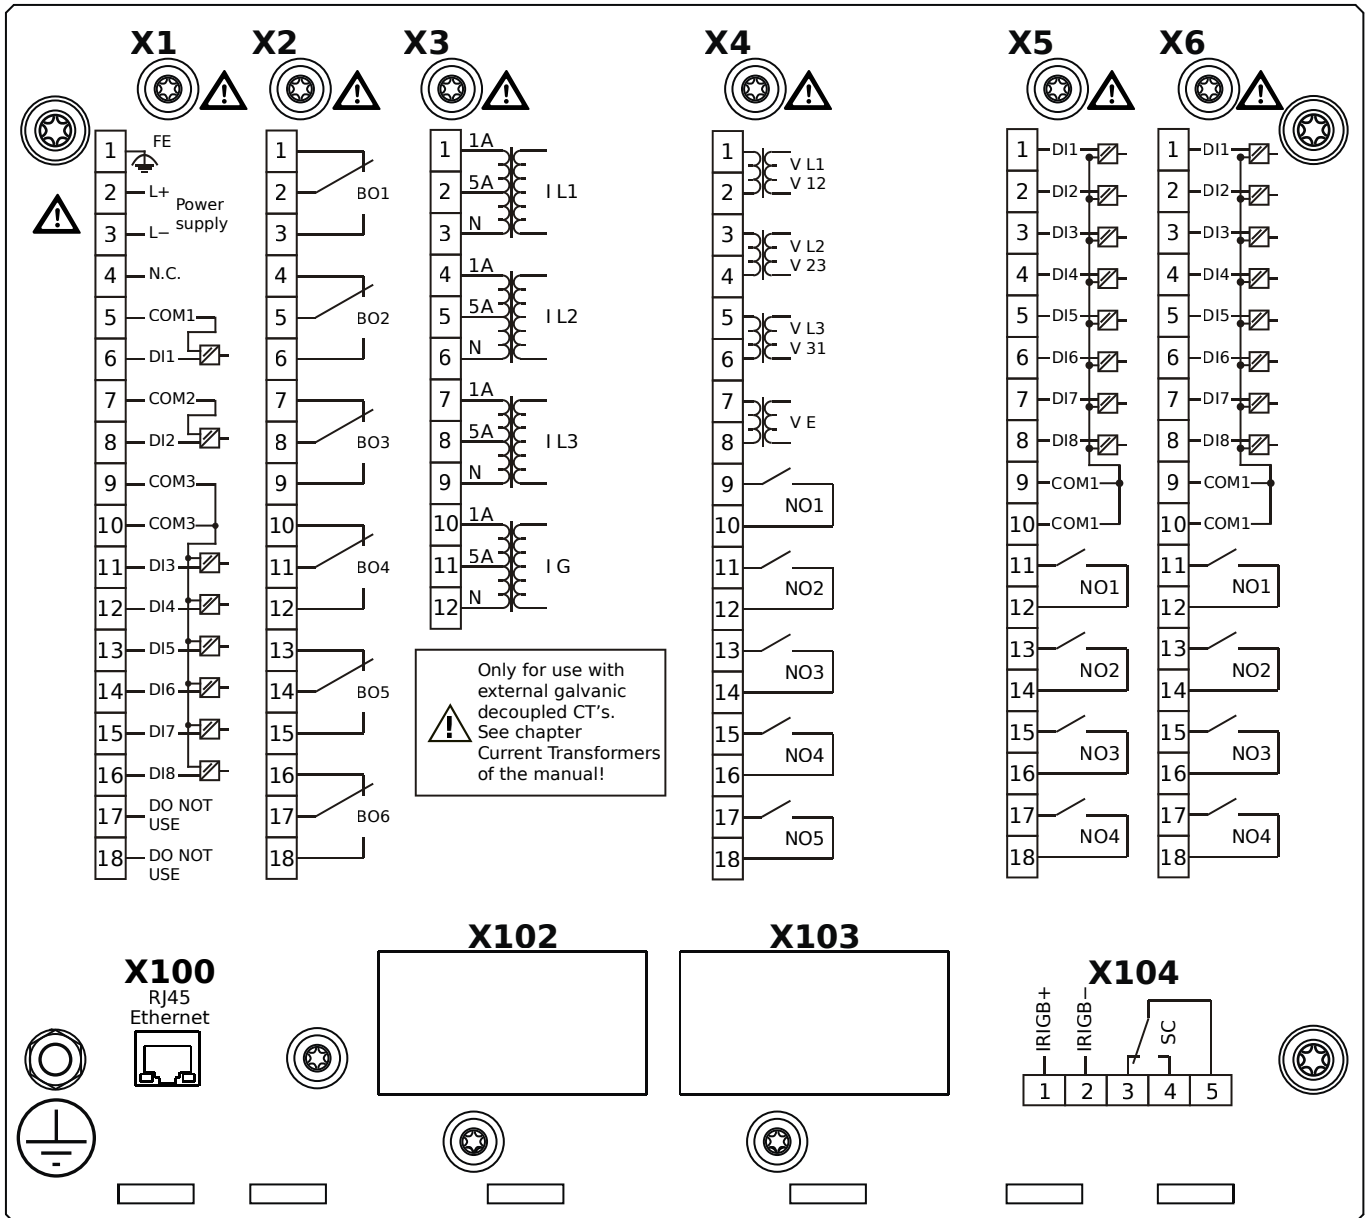 X1
1
FE
2
L+
Power
supply
3
L−
4
N.C.
5
COM1
6
DI1
7
COM2
8
DI2
9
COM3
10
COM3
11
DI3
12
DI4
13
DI5
14
DI6
15
DI7
16
DI8
17
DO NOT
USE
18
DO NOT
USE
X2
1
2
BO1
3
4
5
BO2
6
7
8
BO3
9
10
11
BO4
12
13
14
BO5
15
16
17
BO6
18
X3
1
1A
2
5A
I L1
3
N
4
1A
5
5A
I L2
6
N
7
1A
8
5A
I L3
9
N
10
1A
11
5A
I G
12
N
Only for use with
external galvanic
decoupled CT's.
See chapter
Current Transformers
of the manual!
X4
1
V L1
2
V 12
3
V L2
4
V 23
5
V L3
6
V 31
7
V E
8
9
NO1
10
11
NO2
12
13
NO3
14
15
NO4
16
17
NO5
18
X5
1
DI1
2
DI2
3
DI3
4
DI4
5
DI5
6
DI6
7
DI7
8
DI8
9
COM1
10
COM1
11
NO1
12
13
NO2
14
15
NO3
16
17
NO4
18
X6
1
DI1
2
DI2
3
DI3
4
DI4
5
DI5
6
DI6
7
DI7
8
DI8
9
COM1
10
COM1
11
NO1
12
13
NO2
14
15
NO3
16
17
NO4
18
X100
RJ45
Ethernet
X102
X103
X104
IRIGB+
IRIGB−
SC
1 2 3 4 5